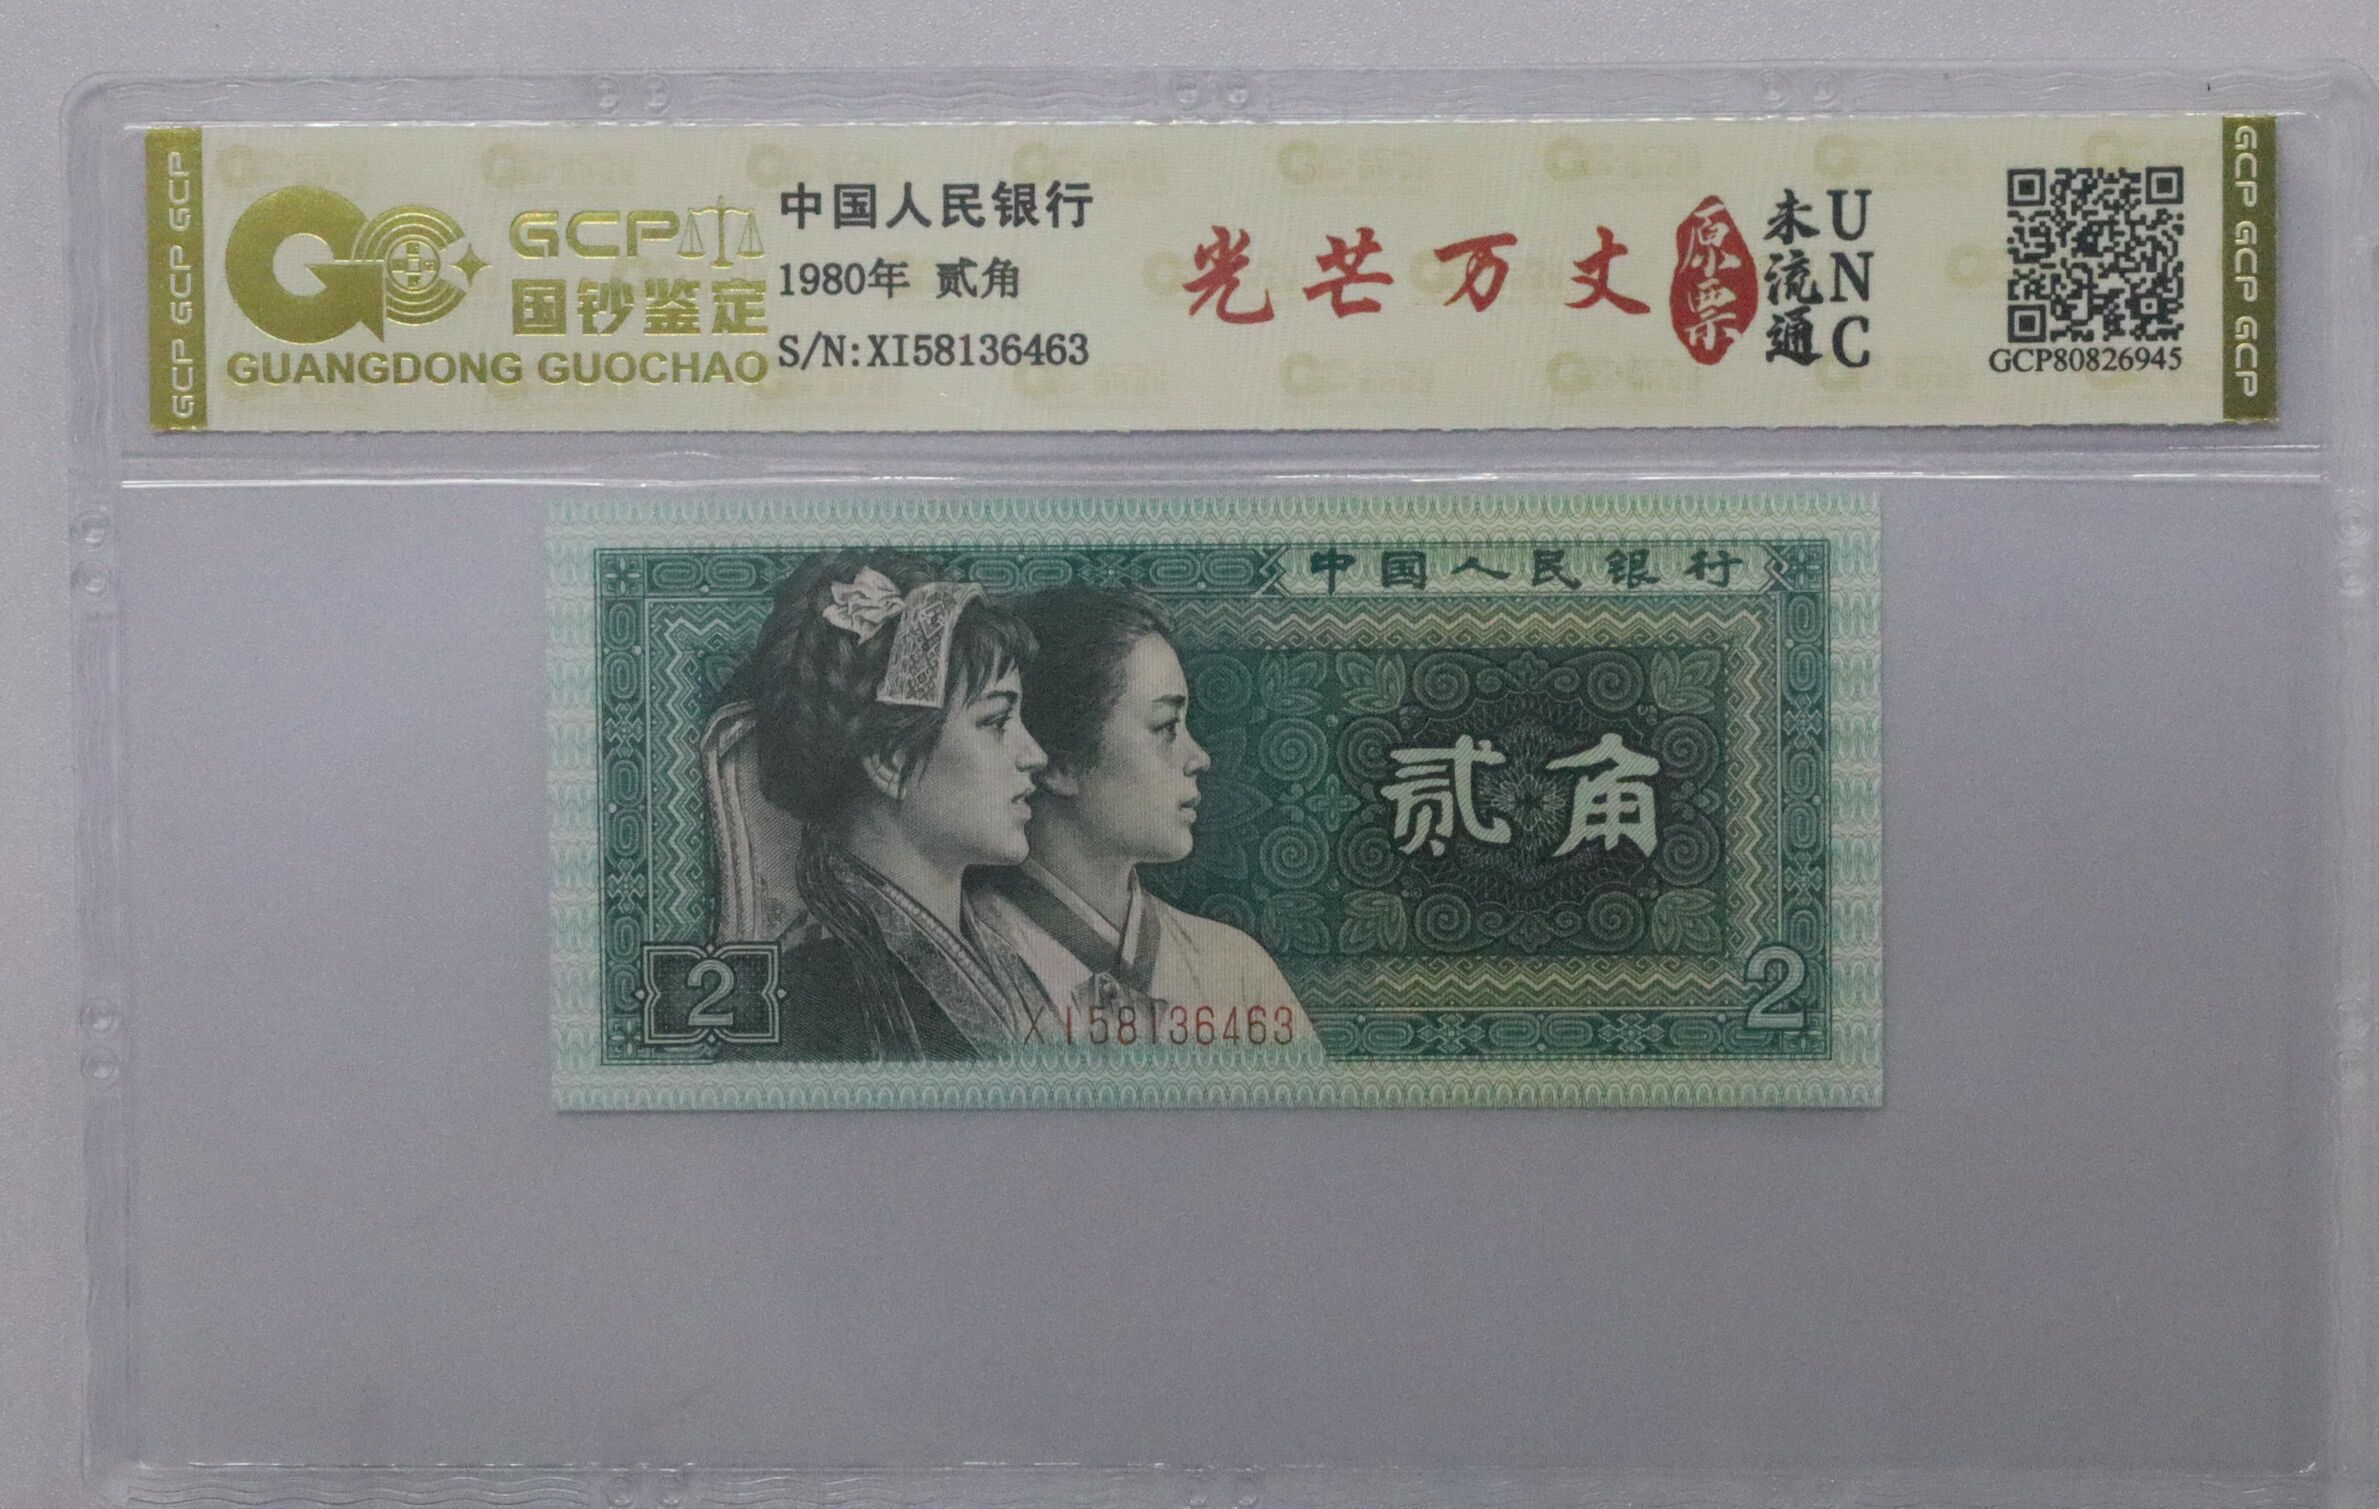 GCP GCP GCP
GCP
国钞鉴定
GUANGDONG GUOCHAO
中国人民银行
1980年 贰角
S/N:XI58136463
光芒万丈
原票
未流通
UNC
GCP80826945
GCP GCP GCP
中国人民银行
贰角
2
XI58136463
2